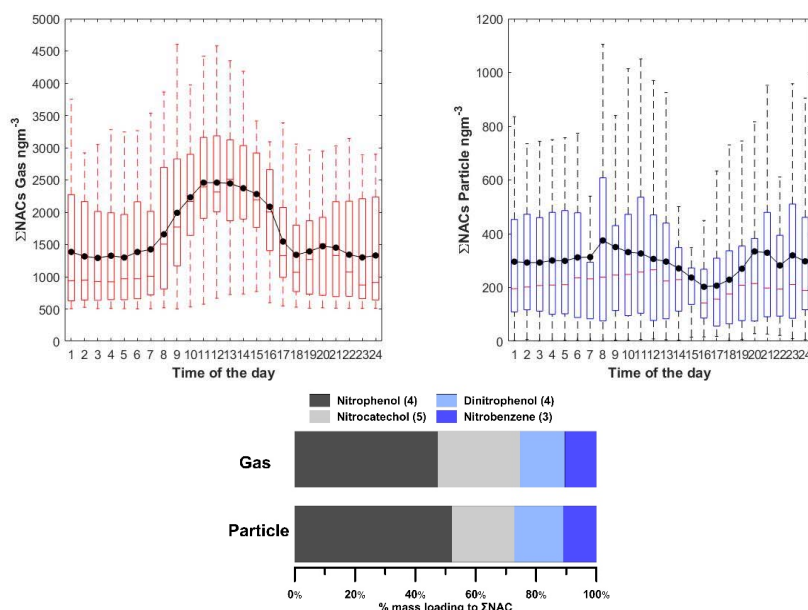 5000
4500
4000
3500
3000
2500
2000
1500
1000
500
0
ΣNACs Gas ngm-3
1 2 3 4 5 6 7 8 9 10 11 12 13 14 15 16 17 18 19 20 21 22 23 24
Time of the day
1200
1000
800
600
400
200
0
ΣNACs Particle ngm-3
1 2 3 4 5 6 7 8 9 10 11 12 13 14 15 16 17 18 19 20 21 22 23 24
Time of the day
Nitrophenol (4) Dinitrophenol (4)
Nitrocatechol (5) Nitrobenzene (3)
Gas
Particle
0% 20% 40% 60% 80% 100%
% mass loading to ΣNAC